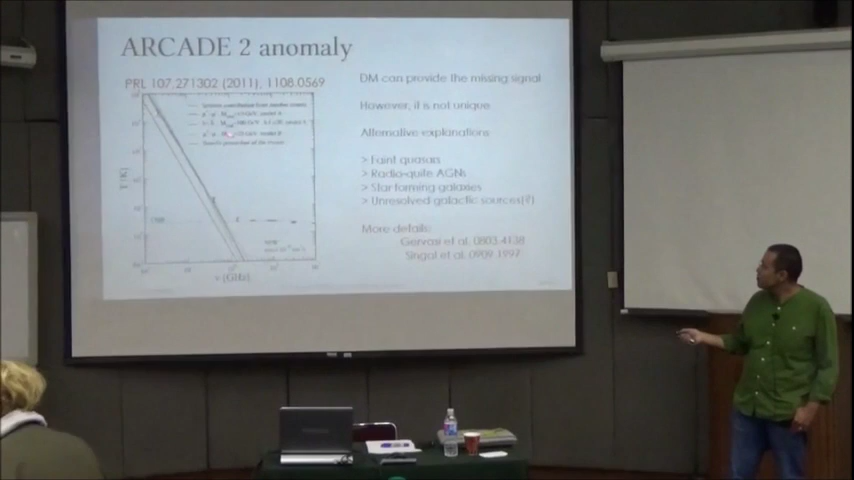 ARCADE 2 anomaly
PRL 107,271302 (2011), 1108.0569
DM can provide the missing signal
However, it is not unique
Alternative explanations
> Faint quasars
> Radio-quite AGNs
> Star-forming galaxies
> Unresolved galactic sources(?)
More details:
Gervasi et al. 0803.4138
Singal et al. 0909.1997
T [K]
ν [GHz]